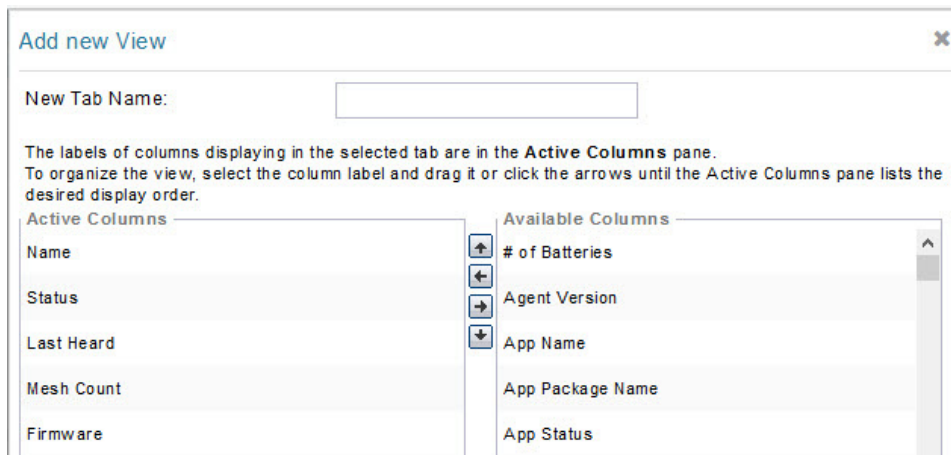 Add new View
New Tab Name:
The labels of columns displaying in the selected tab are in the Active Columns pane.
To organize the view, select the column label and drag it or click the arrows until the Active Columns pane lists the
desired display order.
Active Columns
Name
Status
Last Heard
Mesh Count
Firmware
Available Columns
# of Batteries
Agent Version
App Name
App Package Name
App Status